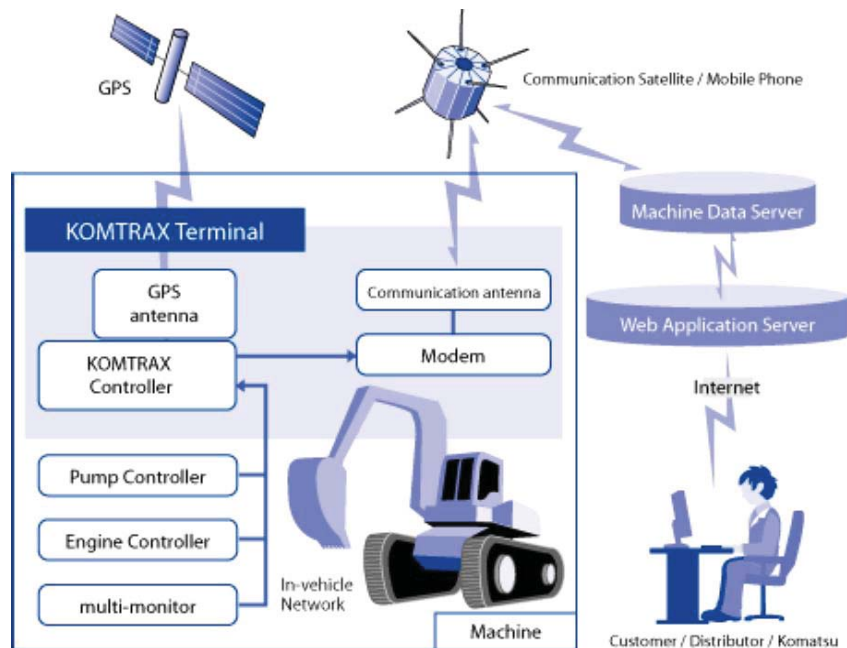 GPS
Communication Satellite / Mobile Phone
KOMTRAX Terminal
GPS
antenna
Communication antenna
KOMTRAX
Controller
Modem
Pump Controller
Engine Controller
multi-monitor
In-vehicle
Network
Machine
Machine Data Server
Web Application Server
Internet
Customer / Distributor / Komatsu